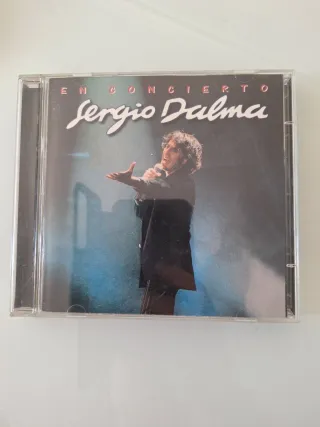 EN CONCIERTO
Sergio Dalma